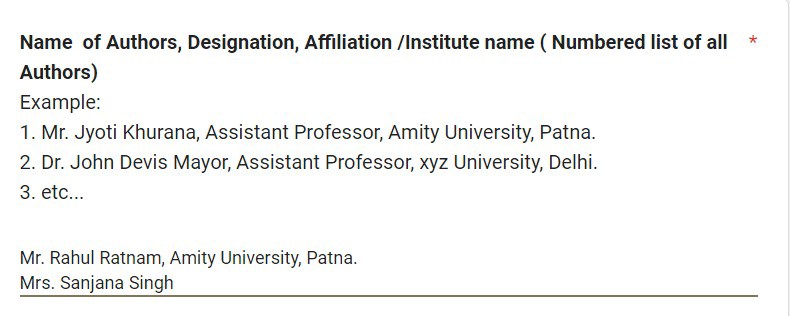 Name of Authors, Designation, Affiliation /Institute name ( Numbered list of all *
Authors)
Example:
1. Mr. Jyoti Khurana, Assistant Professor, Amity University, Patna.
2. Dr. John Devis Mayor, Assistant Professor, xyz University, Delhi.
3. etc...
Mr. Rahul Ratnam, Amity University, Patna.
Mrs. Sanjana Singh